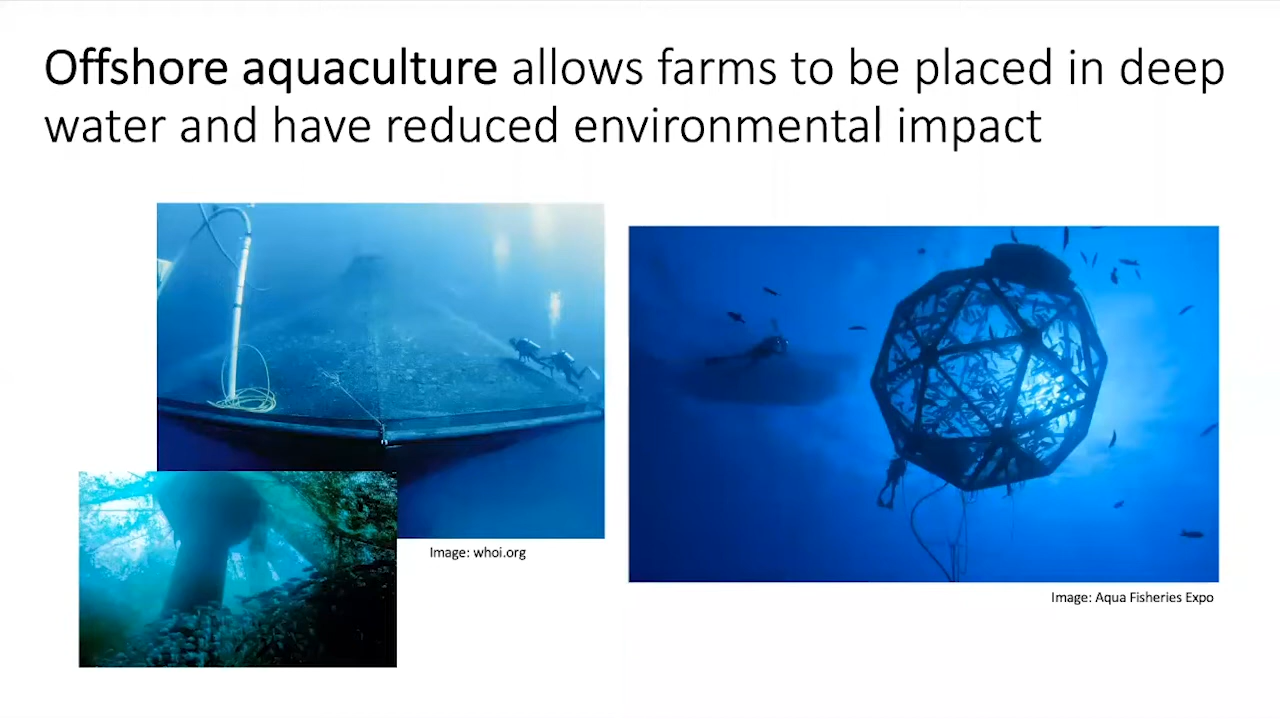 Offshore aquaculture allows farms to be placed in deep
water and have reduced environmental impact
Image: whoi.org
Image: Aqua Fisheries Expo